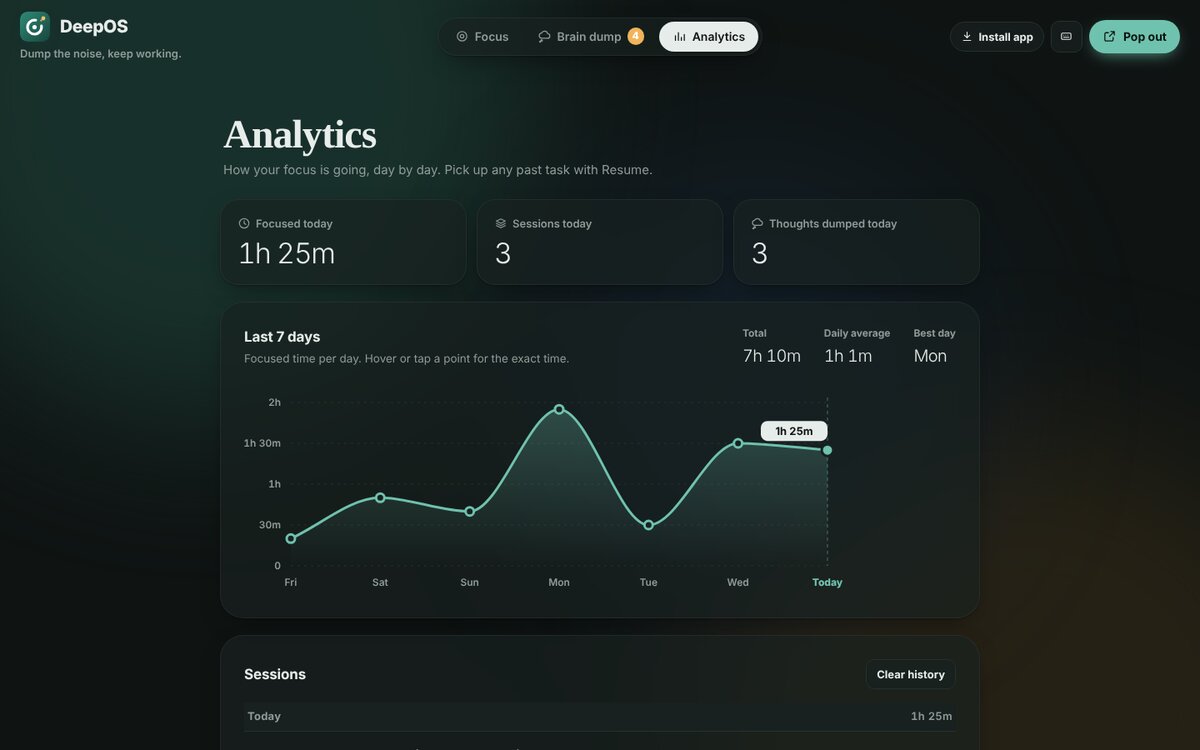 DeepOS
Dump the noise, keep working.
Focus
Brain dump 4
Analytics
Install app
Pop out
Analytics
How your focus is going, day by day. Pick up any past task with Resume.
Focused today
1h 25m
Sessions today
3
Thoughts dumped today
3
Last 7 days
Focused time per day. Hover or tap a point for the exact time.
Total
7h 10m
Daily average
1h 1m
Best day
Mon
2h
1h 30m
1h
30m
0
1h 25m
Fri
Sat
Sun
Mon
Tue
Wed
Today
Sessions
Clear history
Today
1h 25m